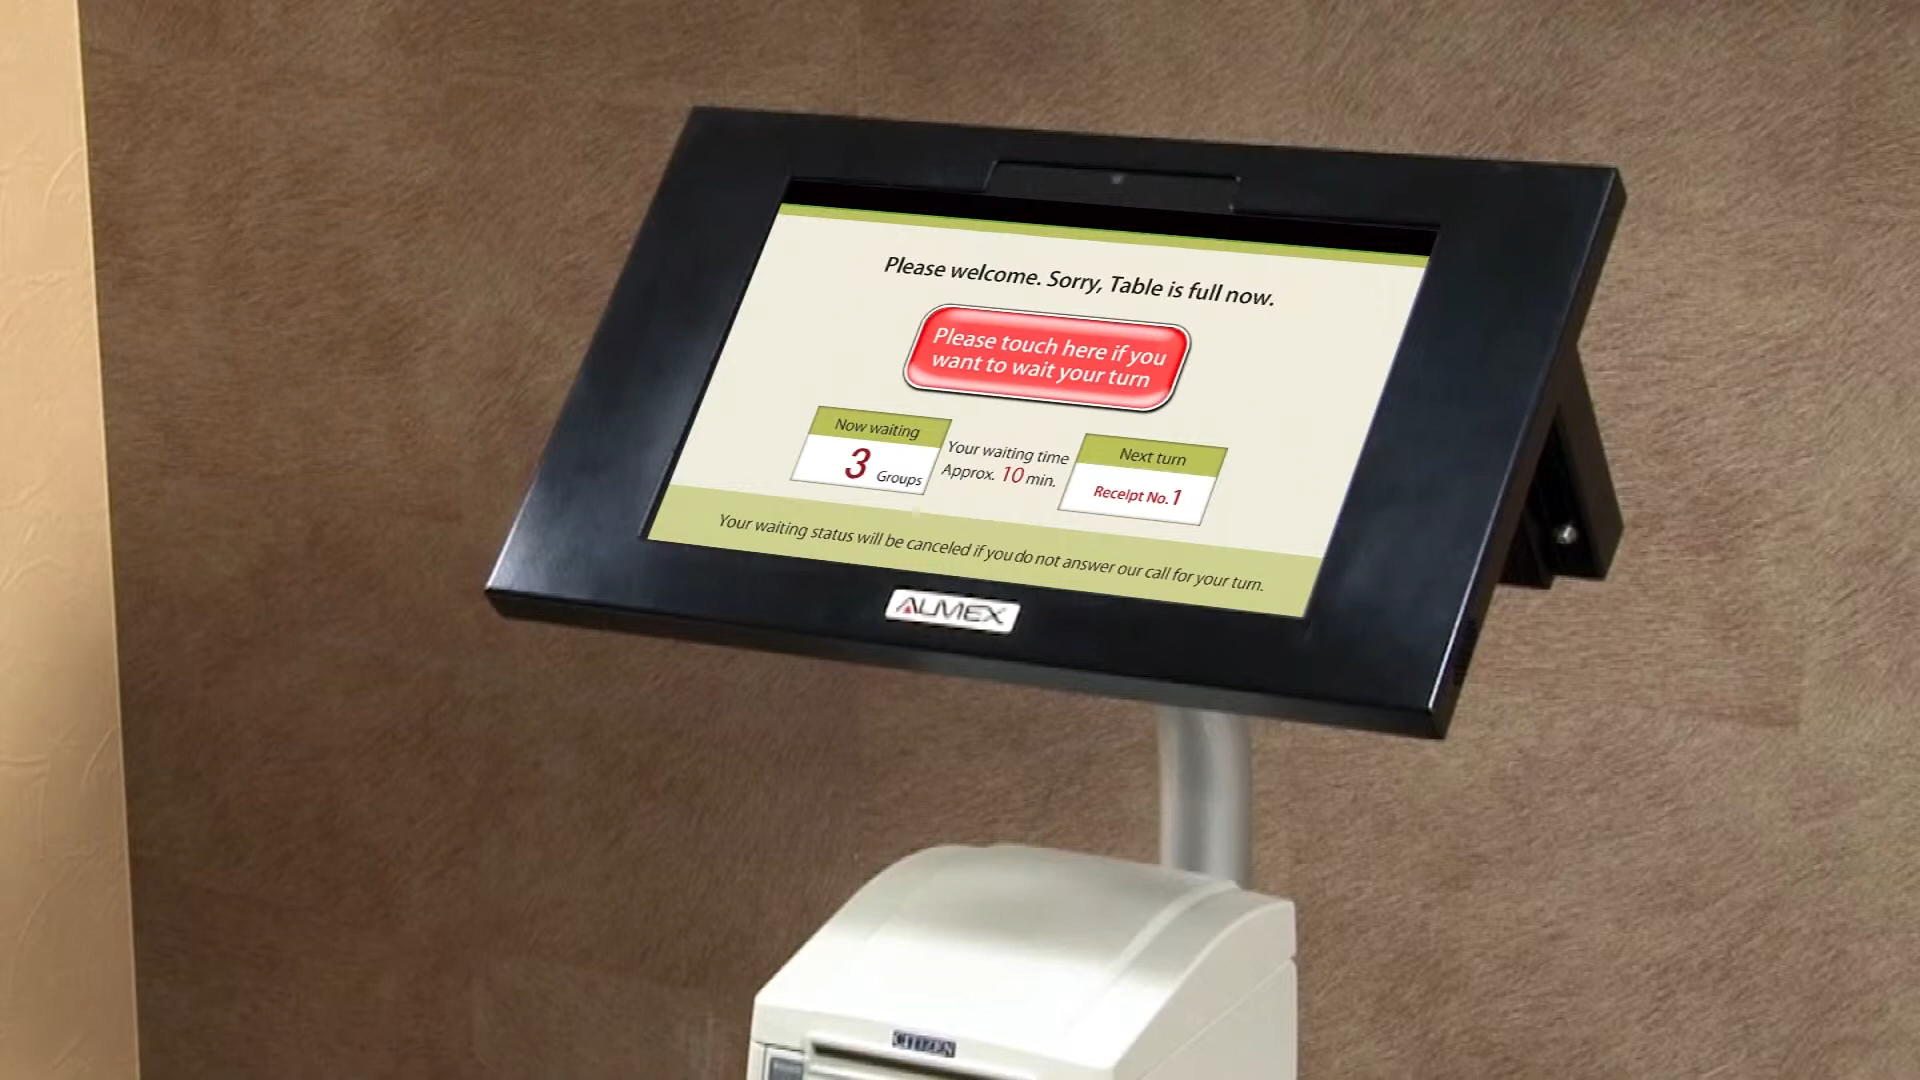 Please welcome. Sorry, Table is full now.
Please touch here if you
want to wait your turn
Now waiting
3 Groups
Your waiting time
Approx. 10 min.
Next turn
Receipt No. 1
Your waiting status will be canceled if you do not answer our call for your turn.
ALMEX
CITIZEN